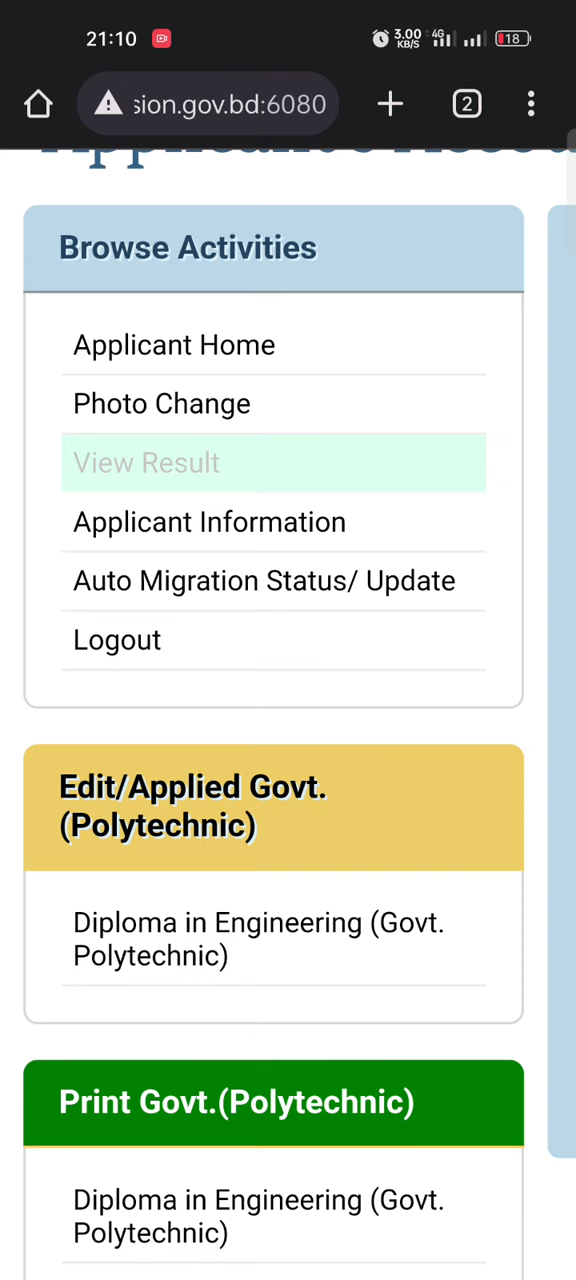 21:10
3.00
KB/S
4G
18
sion.gov.bd:6080
2
Browse Activities
Applicant Home
Photo Change
View Result
Applicant Information
Auto Migration Status/ Update
Logout
Edit/Applied Govt.
(Polytechnic)
Diploma in Engineering (Govt.
Polytechnic)
Print Govt.(Polytechnic)
Diploma in Engineering (Govt.
Polytechnic)